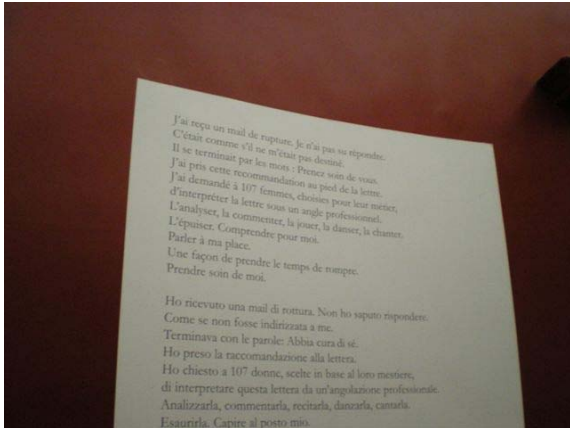 J'ai reçu un mail de rupture. Je n'ai pas su répondre.
C'était comme s'il ne m'était pas destiné.
Il se terminait par les mots : Prenez soin de vous.
J'ai pris cette recommandation au pied de la lettre.
J'ai demandé à 107 femmes, choisies pour leur métier,
d'interpréter la lettre sous un angle professionnel.
L'analyser, la commenter, la jouer, la danser, la chanter.
L'épuiser. Comprendre pour moi.
Parler à ma place.
Une façon de prendre le temps de rompre.
Prendre soin de moi.
Ho ricevuto una mail di rottura. Non ho saputo rispondere.
Come se non fosse indirizzata a me.
Terminava con le parole: Abbia cura di sé.
Ho preso la raccomandazione alla lettera.
Ho chiesto a 107 donne, scelte in base al loro mestiere,
di interpretare questa lettera da un'angolazione professionale.
Analizzarla, commentarla, recitarla, danzarla, cantarla.
Esaurirla. Capire al posto mio.